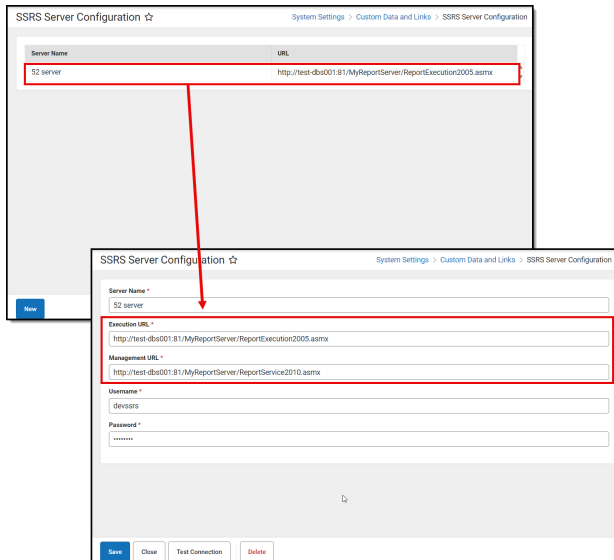 SSRS Server Configuration ☆
System Settings > Custom Data and Links > SSRS Server Configuration
Server Name URL
52 server http://test-dbs001:81/MyReportServer/ReportExecution2005.asmx
New
SSRS Server Configuration ☆
System Settings > Custom Data and Links > SSRS Server Configuration
Server Name *
52 server
Execution URL *
http://test-dbs001:81/MyReportServer/ReportExecution2005.asmx
Management URL *
http://test-dbs001:81/MyReportServer/ReportService2010.asmx
Username *
devssrs
Password *
••••••••
Save Close Test Connection Delete